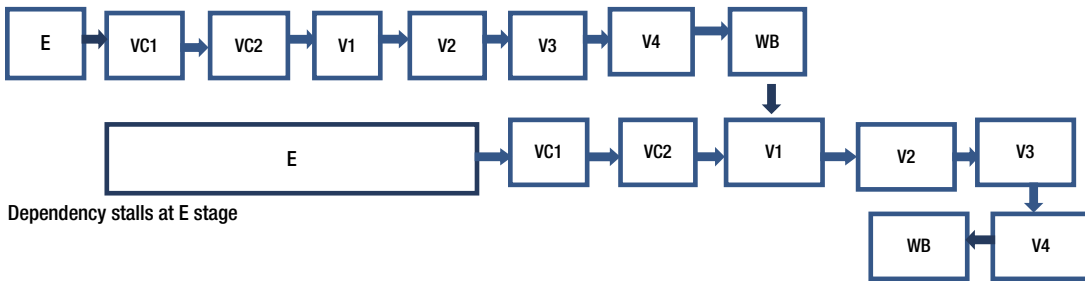 E VC1 VC2 V1 V2 V3 V4 WB
E VC1 VC2 V1 V2 V3
Dependency stalls at E stage
WB V4